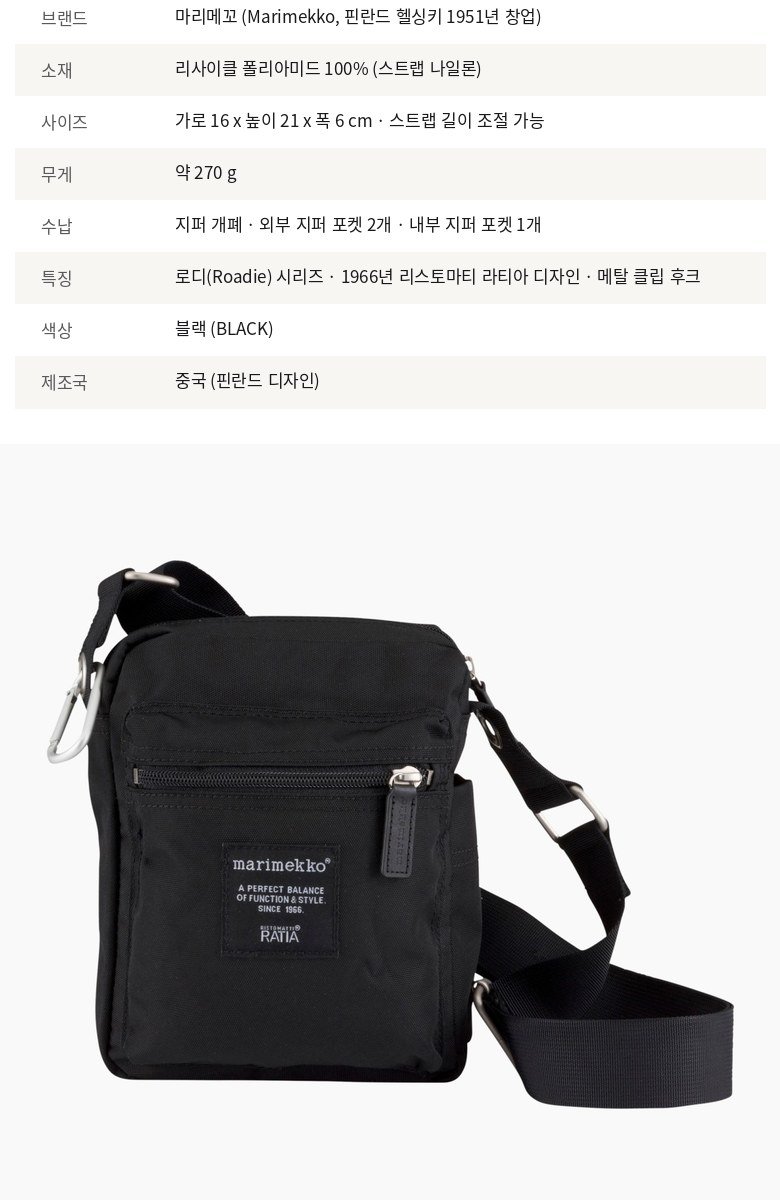 브랜드 마리메꼬 (Marimekko, 핀란드 헬싱키 1951년 창업)
소재 리사이클 폴리아미드 100% (스트랩 나일론)
사이즈 가로 16 x 높이 21 x 폭 6 cm · 스트랩 길이 조절 가능
무게 약 270 g
수납 지퍼 개폐 · 외부 지퍼 포켓 2개 · 내부 지퍼 포켓 1개
특징 로디(Roadie) 시리즈 · 1966년 리스토마티 라티아 디자인 · 메탈 클립 후크
색상 블랙 (BLACK)
제조국 중국 (핀란드 디자인)
marimekko®
A PERFECT BALANCE
OF FUNCTION & STYLE.
SINCE 1966.
RISTOMATTI®
RATIA
marimekko